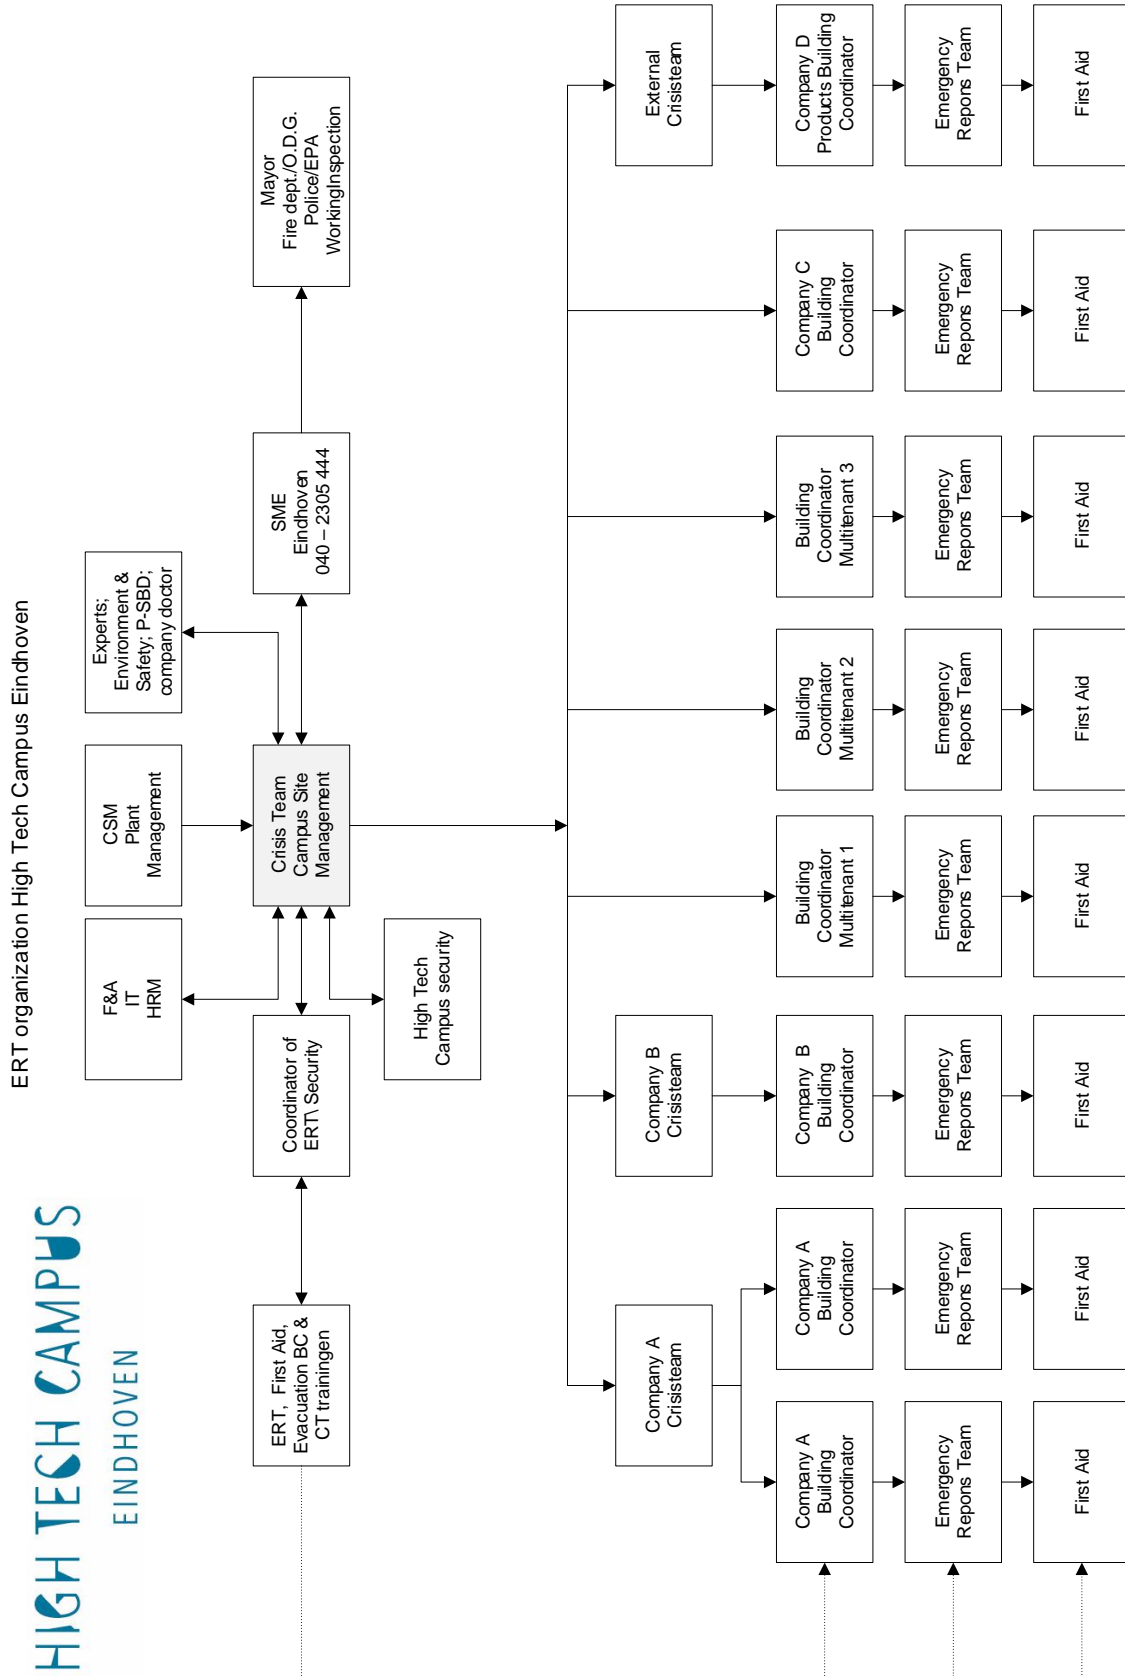 HIGH TECH CAMPUS
EINDHOVEN
ERT organization High Tech Campus Eindhoven
F&A
IT
HRM
CSM
Plant
Management
Experts;
Environment &
Safety; P-SBD;
company doctor
ERT, First Aid,
Evacuation BC &
CT trainingen
Coordinator of
ERT\ Security
Crisis Team
Campus Site
Management
SME
Eindhoven
040 – 2305 444
Mayor
Fire dept./O.D.G.
Police/EPA
WorkingInspection
High Tech
Campus security
Company A
Crisisteam
Company B
Crisisteam
External
Crisisteam
Company A
Building
Coordinator
Company A
Building
Coordinator
Company B
Building
Coordinator
Building
Coordinator
Multitenant 1
Building
Coordinator
Multitenant 2
Building
Coordinator
Multitenant 3
Company C
Building
Coordinator
Company D
Products Building
Coordinator
Emergency
Repons Team
Emergency
Repons Team
Emergency
Repons Team
Emergency
Repons Team
Emergency
Repons Team
Emergency
Repons Team
Emergency
Repons Team
Emergency
Repons Team
First Aid
First Aid
First Aid
First Aid
First Aid
First Aid
First Aid
First Aid